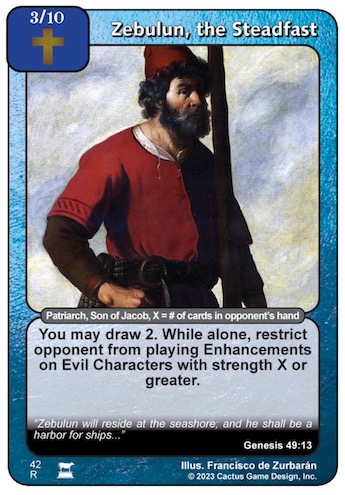 3/10
Zebulun, the Steadfast
Patriarch, Son of Jacob, X = # of cards in opponent's hand
You may draw 2. While alone, restrict
opponent from playing Enhancements
on Evil Characters with strength X or
greater.
"Zebulun will reside at the seashore; and he shall be a
harbor for ships..."
Genesis 49:13
42
R
Illus. Francisco de Zurbarán
© 2023 Cactus Game Design, Inc.